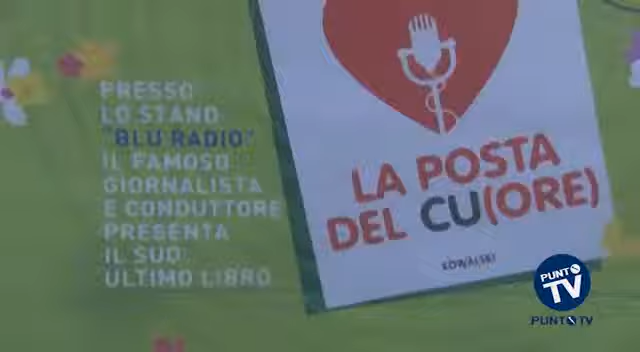 PRESSO
LO STAND
"BLU RADIO"
IL FAMOSO
GIORNALISTA
E CONDUTTORE
PRESENTA
IL SUO
ULTIMO LIBRO
LA POSTA
DEL CU(ORE)
KOWALSKI
PUNTO
TV
PUNTO TV